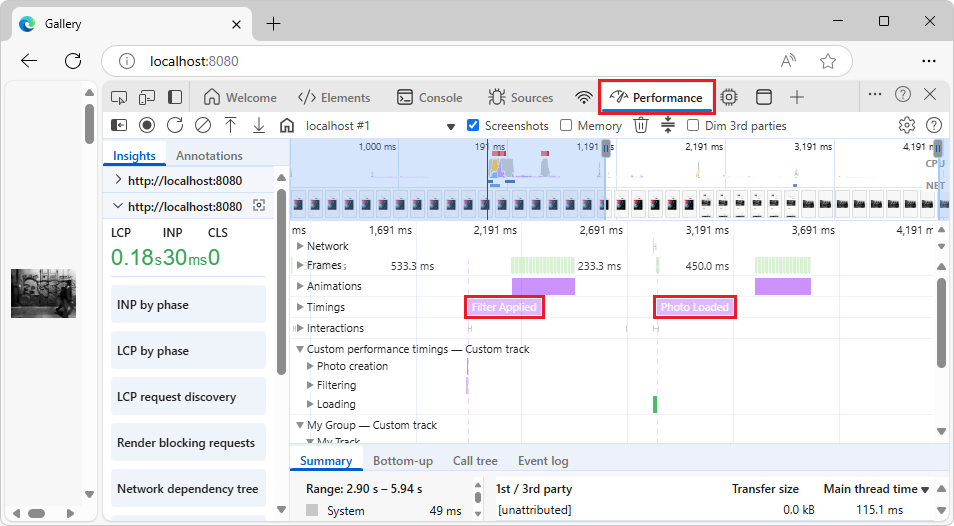 Gallery
localhost:8080
Welcome
Elements
Console
Sources
Performance
localhost #1
Screenshots
Memory
Dim 3rd parties
Insights
Annotations
http://localhost:8080
http://localhost:8080
LCP INP CLS
0.18s 30ms 0
INP by phase
LCP by phase
LCP request discovery
Render blocking requests
Network dependency tree
1,000 ms 191 ms 1,191 2,191 ms 3,191 ms 4,191 ms
CPU
NET
ms 1,691 ms 2,191 ms 2,691 ms 3,191 ms 3,691 ms 4,191 ms
Network
Frames 533.3 ms 233.3 ms 450.0 ms
Animations
Timings Filter Applied Photo Loaded
Interactions
Custom performance timings — Custom track
Photo creation
Filtering
Loading
My Group — Custom track
My Track
Summary Bottom-up Call tree Event log
Range: 2.90 s – 5.94 s
System 49 ms
1st / 3rd party Transfer size Main thread time
[unattributed] 0.0 kB 115.1 ms